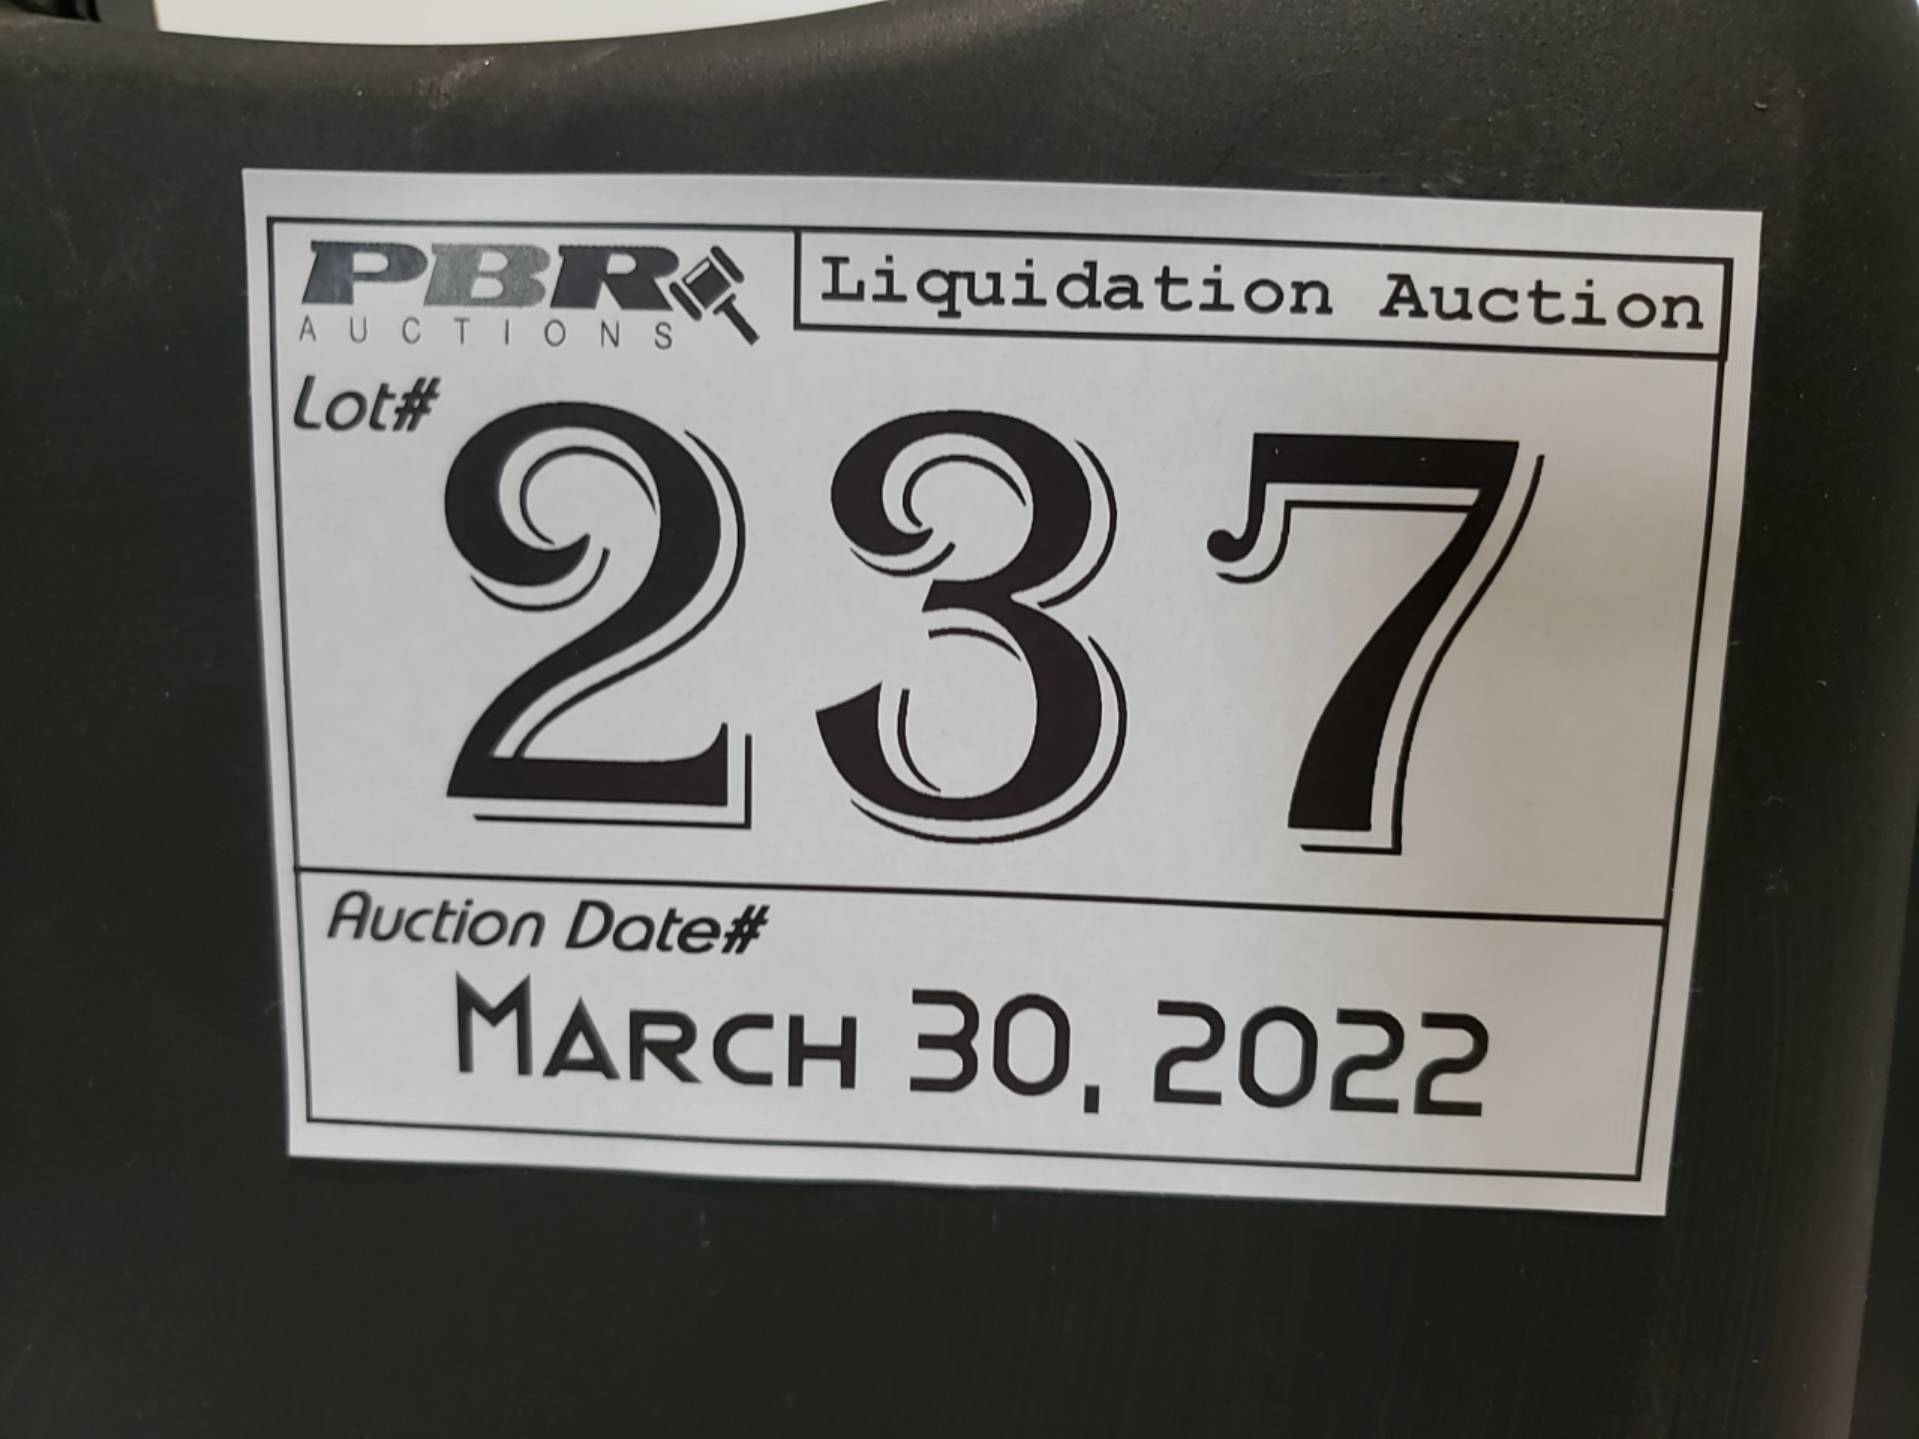 PBR
AUCTIONS
Liquidation Auction
Lot#
237
Auction Date#
MARCH 30, 2022